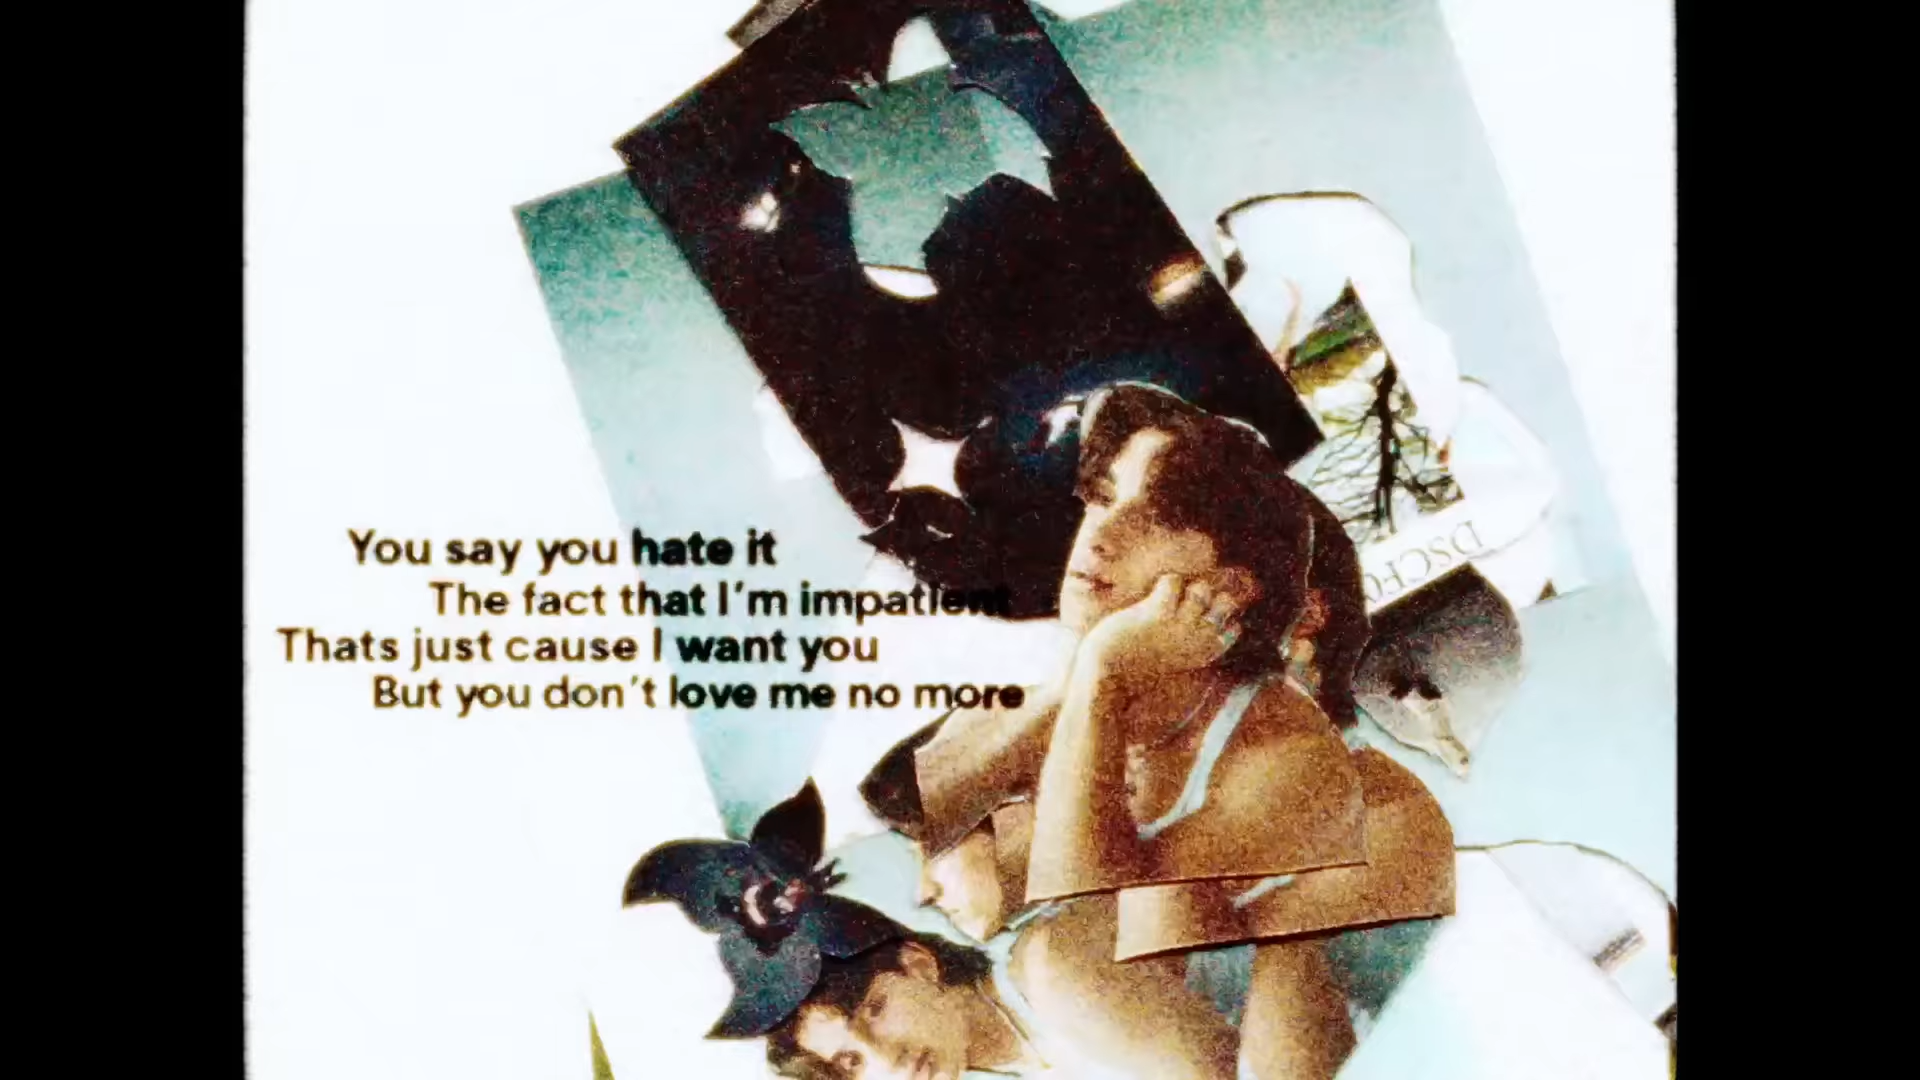 You say you hate it
The fact that I'm impatient
Thats just cause I want you
But you don't love me no more
DSCF